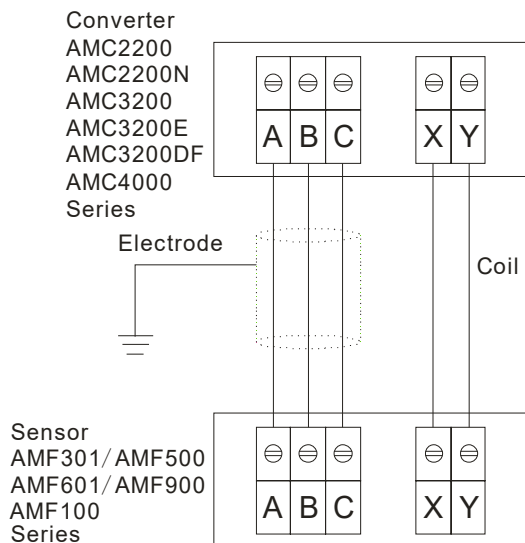 Converter
AMC2200
AMC2200N
AMC3200
AMC3200E
AMC3200DF
AMC4000
Series
A B C X Y
Electrode
Coil
Sensor
AMF301/AMF500
AMF601/AMF900
AMF100
Series
A B C X Y